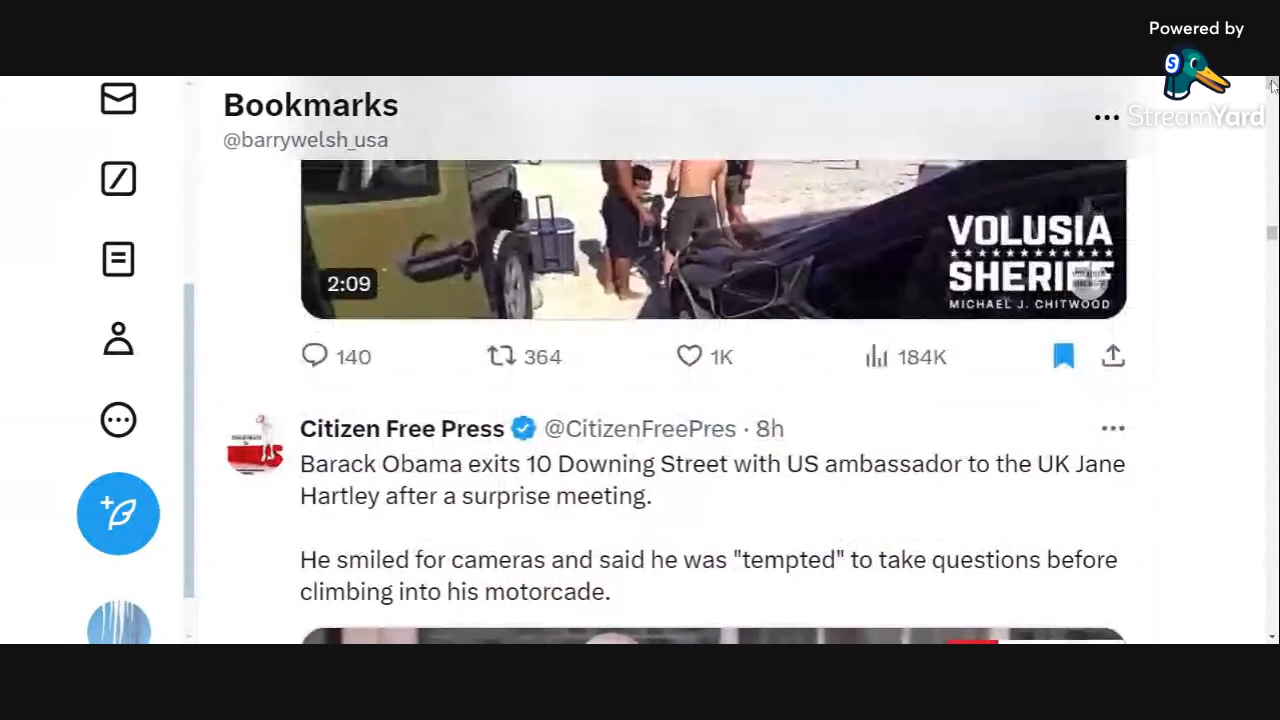 Powered by
S
StreamYard
Bookmarks
@barrywelsh_usa
VOLUSIA
SHERIFF
MICHAEL J. CHITWOOD
2:09
140
364
1K
184K
Citizen Free Press @CitizenFreePres · 8h
Barack Obama exits 10 Downing Street with US ambassador to the UK Jane
Hartley after a surprise meeting.
He smiled for cameras and said he was "tempted" to take questions before
climbing into his motorcade.